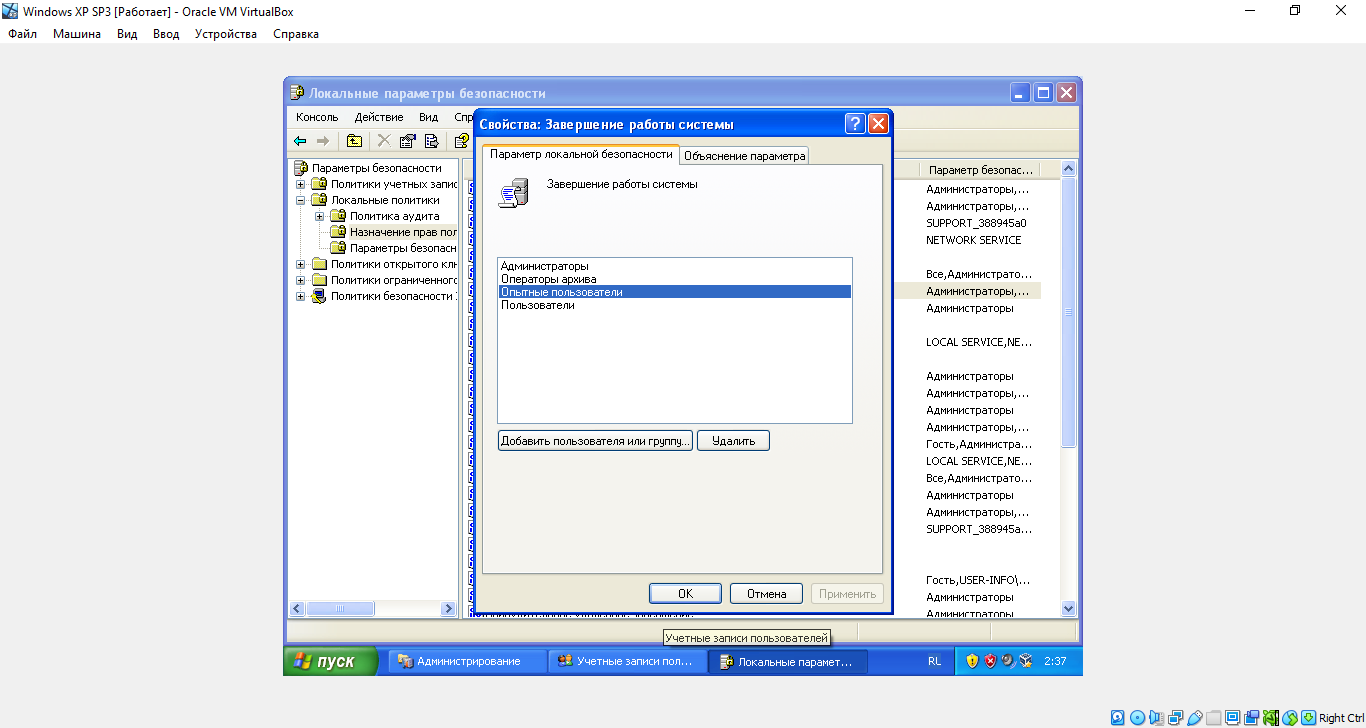 Windows XP SP3 [Работает] - Oracle VM VirtualBox
Файл Машина Вид Ввод Устройства Справка
Локальные параметры безопасности
Консоль Действие Вид Спр
Свойства: Завершение работы системы
Параметр локальной безопасности Объяснение параметра
Завершение работы системы
Администраторы
Операторы архива
Опытные пользователи
Пользователи
Добавить пользователя или группу... Удалить
OK Отмена Применить
Параметры безопасности
Политики учетных запис
Локальные политики
Политика аудита
Назначение прав пол
Параметры безопасн
Политики открытого клю
Политики ограниченного
Политики безопасности
Параметр безопас...
Администраторы,...
Администраторы,...
SUPPORT_388945a0
NETWORK SERVICE
Все,Администрато...
Администраторы,...
Администраторы
LOCAL SERVICE,NE...
Администраторы
Администраторы,...
Администраторы
Администраторы,...
Гость,Администра...
LOCAL SERVICE,NE...
Все,Администрато...
Администраторы
Администраторы,...
SUPPORT_388945a...
Гость,USER-INFO\...
Администраторы
Администраторы
Учетные записи пользователей
пуск Администрирование Учетные записи пол... Локальные парамет... RL 2:37
Right Ctrl